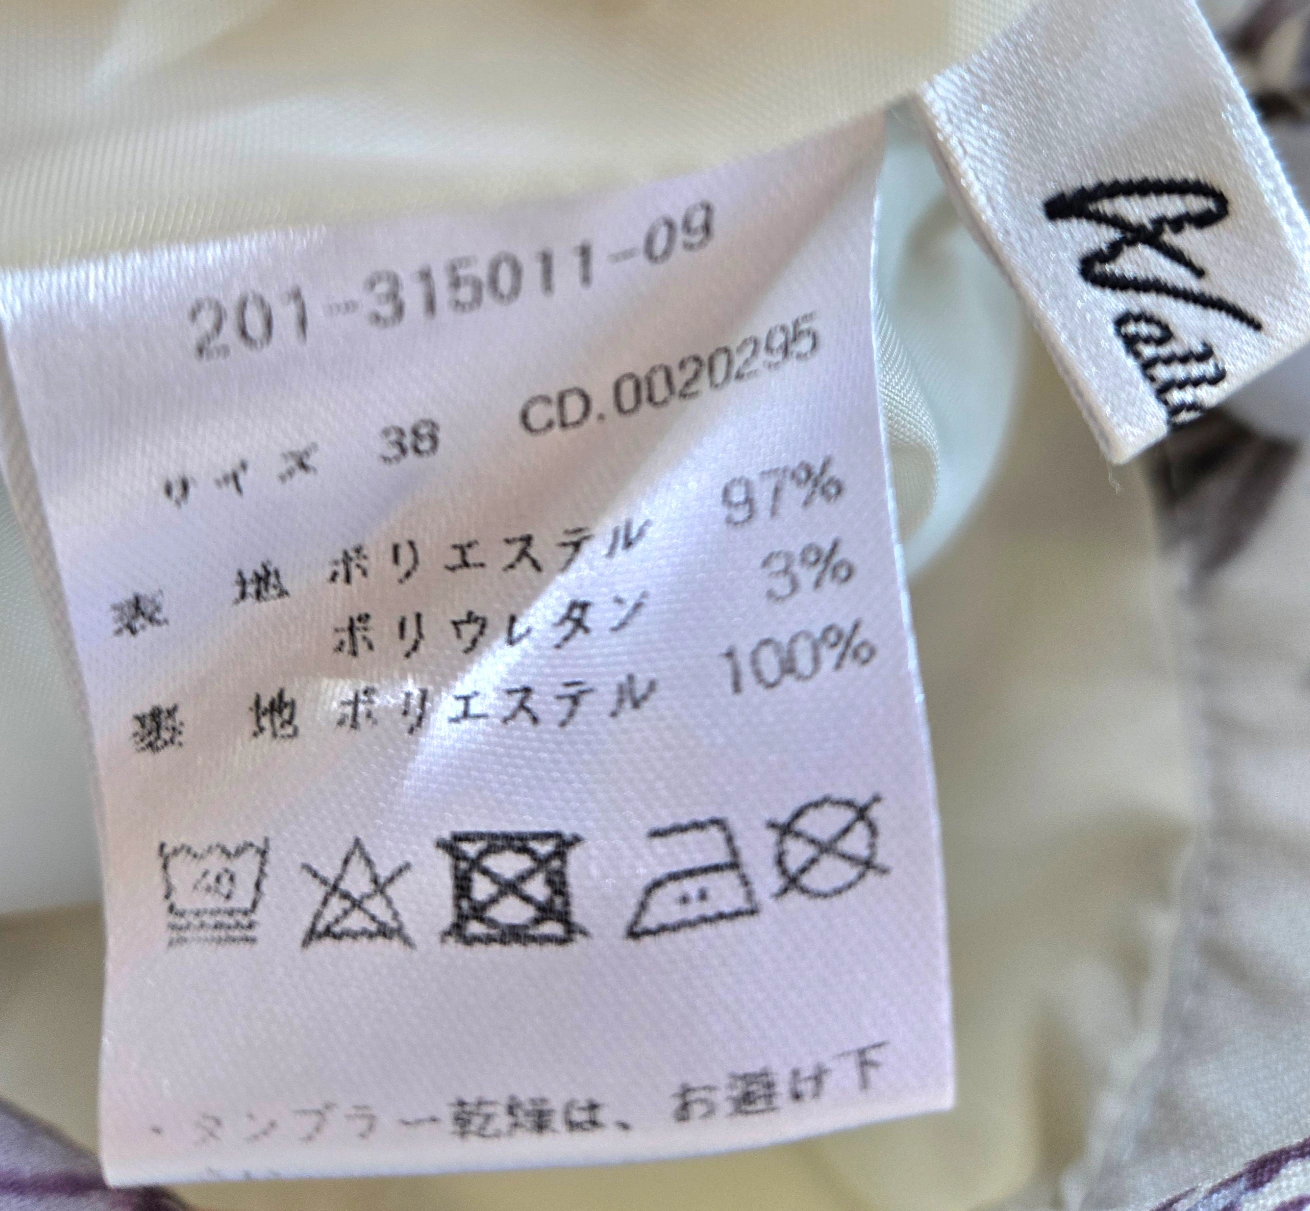 201-315011-09
サイズ 38 CD.0020295
表 地 ポリエステル 97%
ポリウレタン 3%
裏 地 ポリエステル 100%
40
・タンブラー乾燥は、お避け下